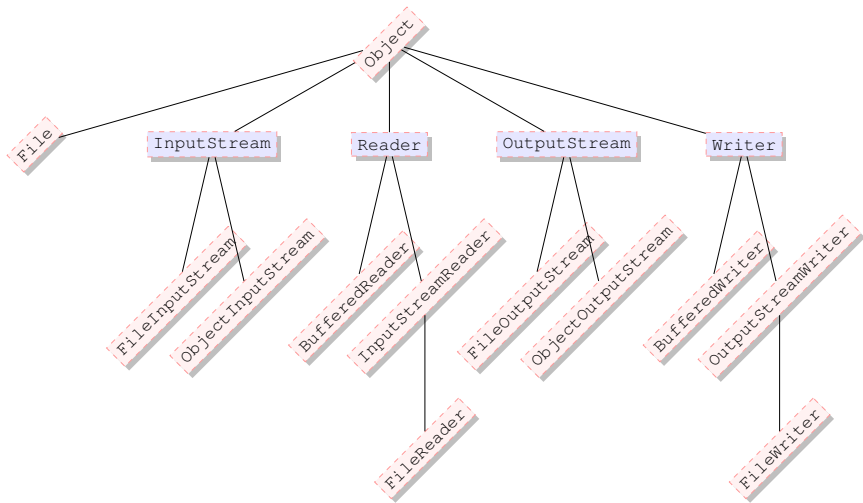 Object
File
InputStream
Reader
OutputStream
Writer
FileInputStream
ObjectInputStream
BufferedReader
InputStreamReader
FileOutputStream
ObjectOutputStream
BufferedWriter
OutputStreamWriter
FileReader
FileWriter